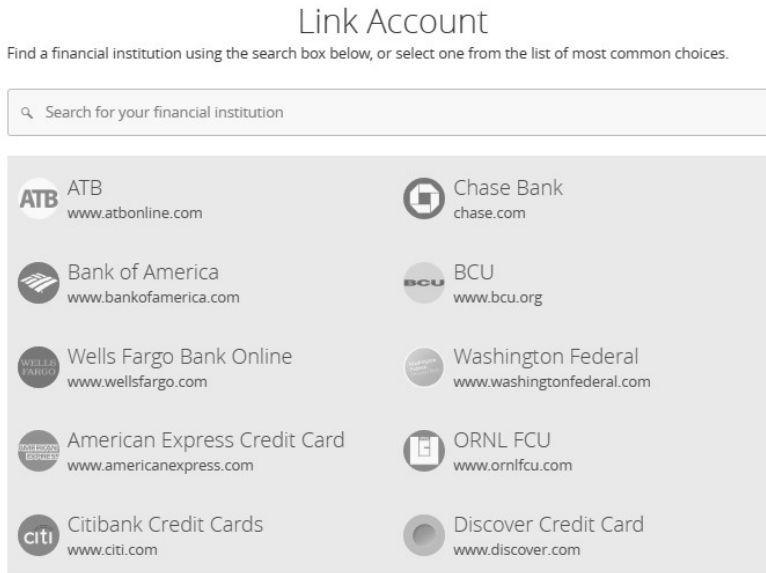 Link Account
Find a financial institution using the search box below, or select one from the list of most common choices.
Search for your financial institution
ATB
ATB
www.atbonline.com
Chase Bank
chase.com
Bank of America
www.bankofamerica.com
BCU
BCU
www.bcu.org
WELLS
FARGO
Wells Fargo Bank Online
www.wellsfargo.com
Washington Federal
www.washingtonfederal.com
AMERICAN
EXPRESS
American Express Credit Card
www.americanexpress.com
ORNL FCU
www.ornlfcu.com
citi
Citibank Credit Cards
www.citi.com
Discover Credit Card
www.discover.com